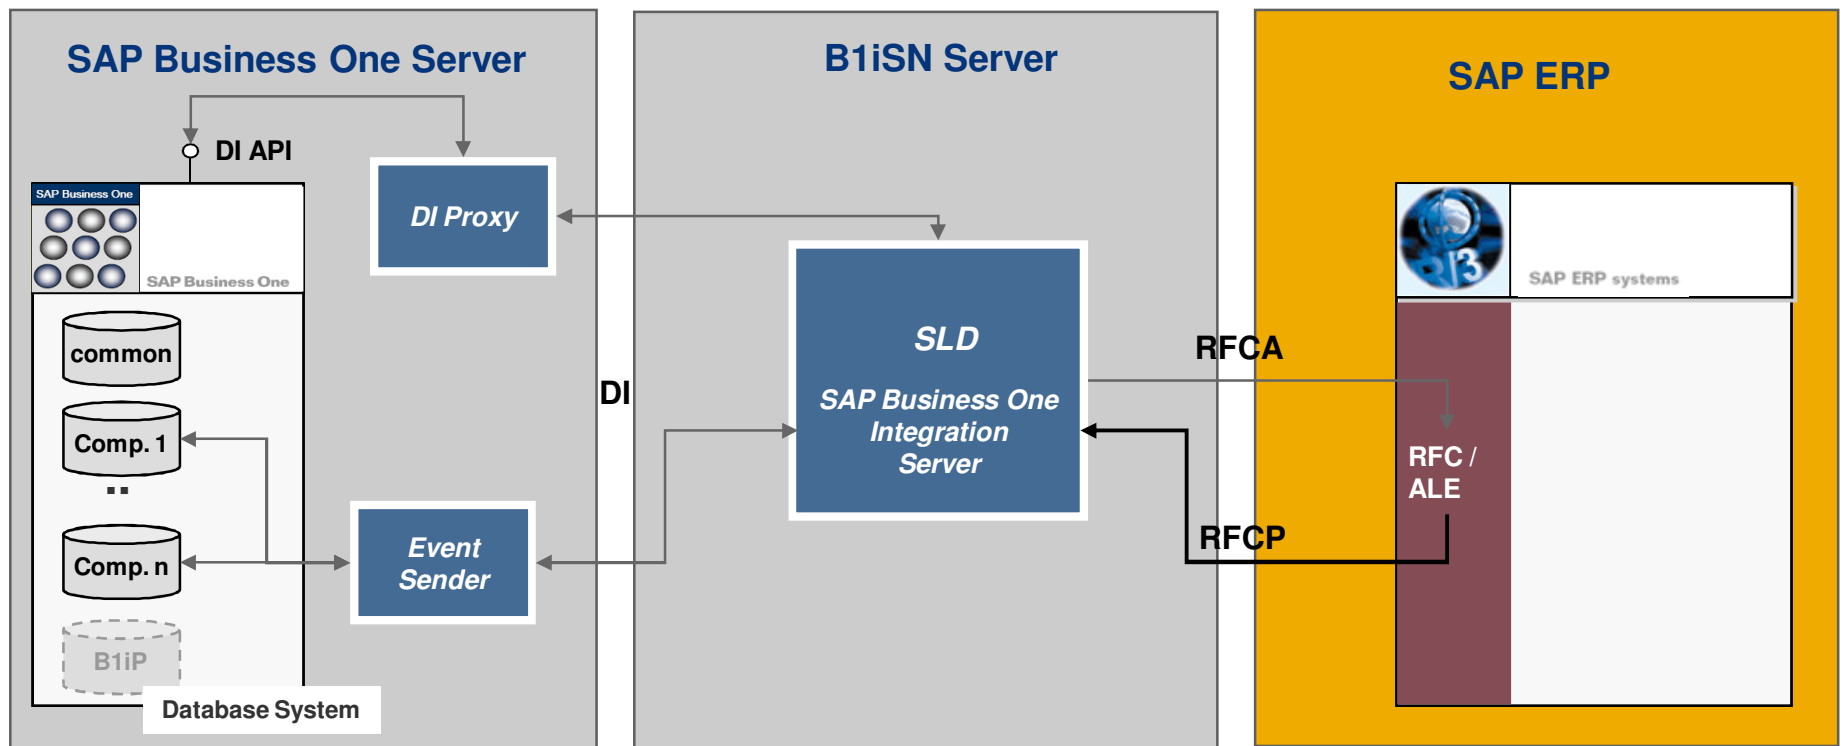 SAP Business One Server
B1iSN Server
SAP ERP
DI API
SAP Business One
DI Proxy
SAP Business One
SAP ERP systems
common
SLD
RFCA
SAP Business One
Integration
Server
DI
Comp. 1
..
RFC /
ALE
RFCP
Event
Sender
Comp. n
B1iP
Database System
R/3